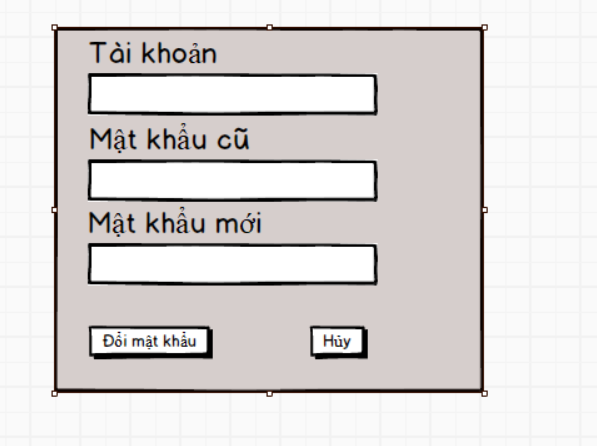 Tài khoản
Mật khẩu cũ
Mật khẩu mới
Đổi mật khẩu
Hủy